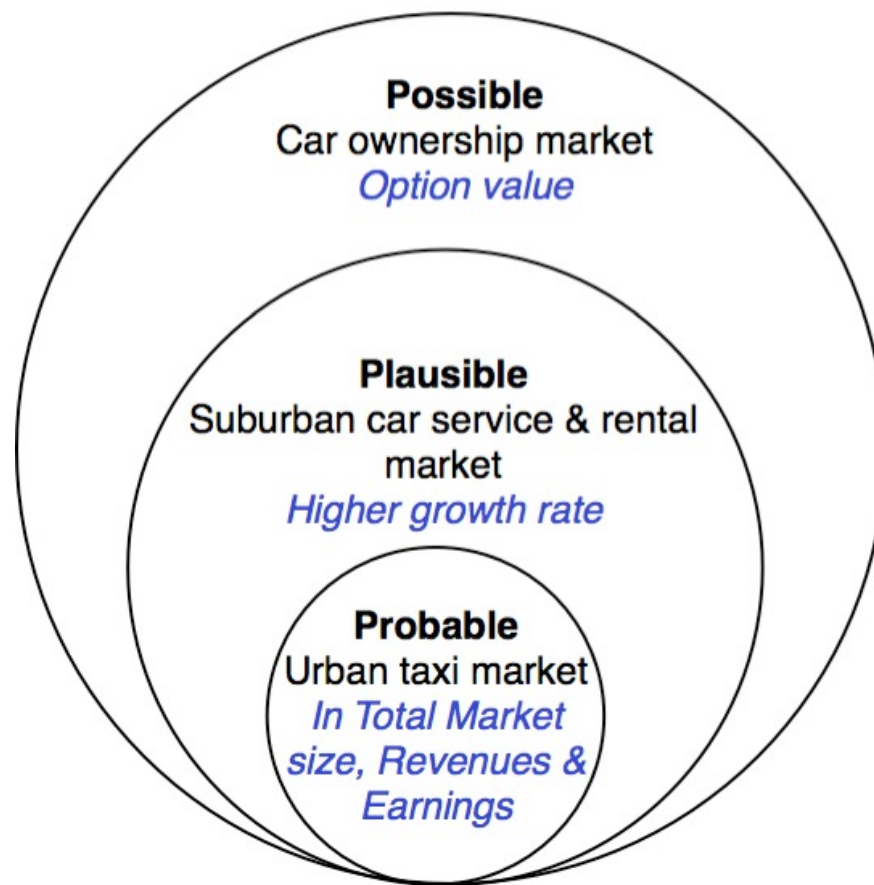 Possible
Car ownership market
Option value
Plausible
Suburban car service & rental
market
Higher growth rate
Probable
Urban taxi market
In Total Market
size, Revenues &
Earnings